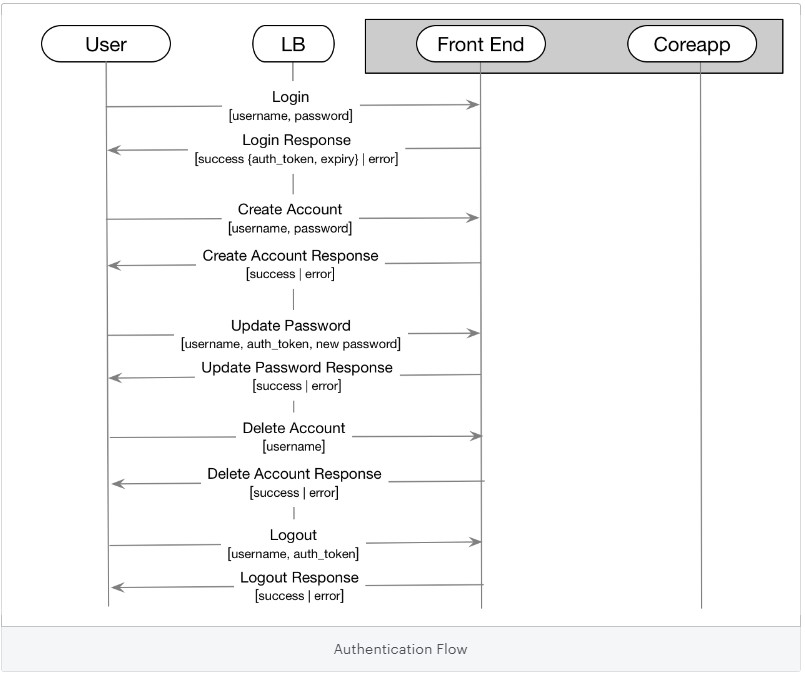 User
LB
Front End
Coreapp
Login
[username, password]
Login Response
[success {auth_token, expiry} | error]
Create Account
[username, password]
Create Account Response
[success | error]
Update Password
[username, auth_token, new password]
Update Password Response
[success | error]
Delete Account
[username]
Delete Account Response
[success | error]
Logout
[username, auth_token]
Logout Response
[success | error]
Authentication Flow